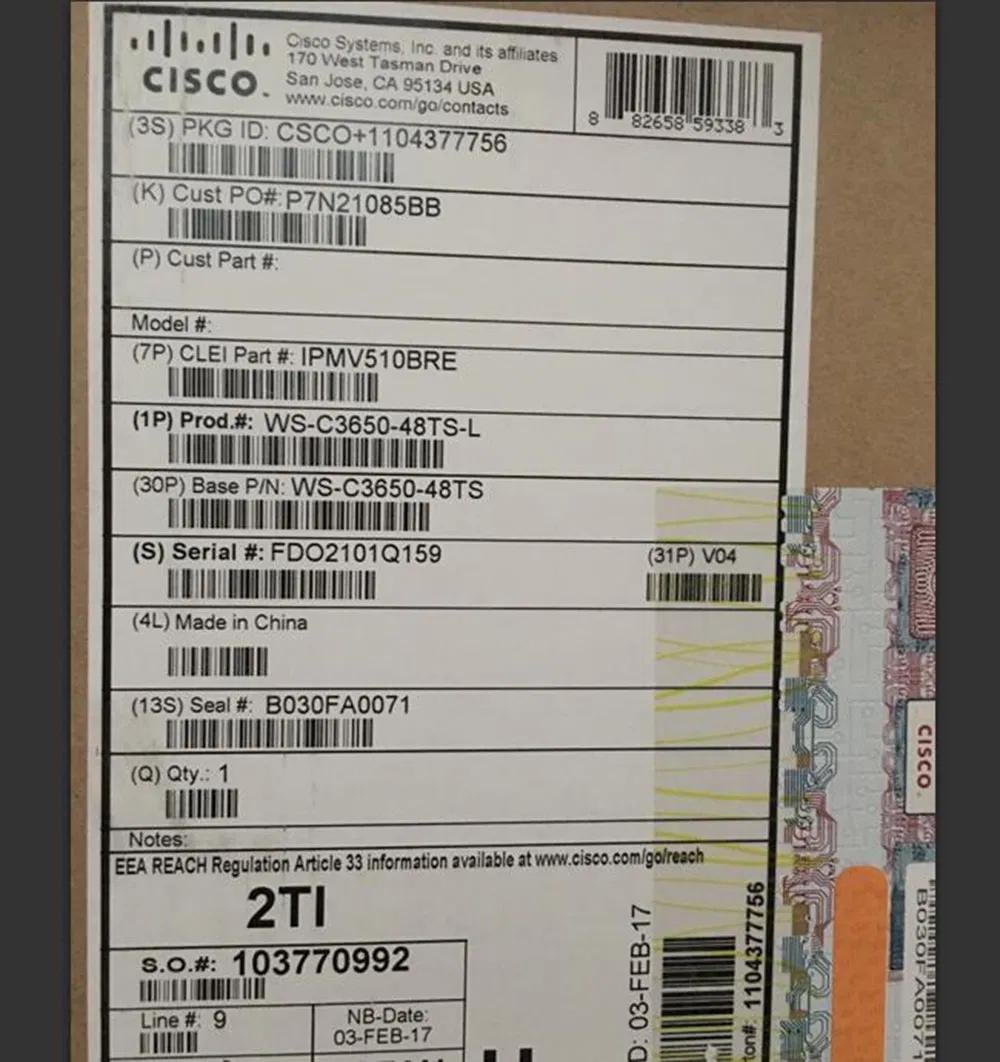 CISCO
Cisco Systems, Inc. and its affiliates
170 West Tasman Drive
San Jose, CA 95134 USA
www.cisco.com/go/contacts
8 82658 59338 3
(3S) PKG ID: CSCO+1104377756
(K) Cust PO#: P7N21085BB
(P) Cust Part #:
Model #:
(7P) CLEI Part #: IPMV510BRE
(1P) Prod.#: WS-C3650-48TS-L
(30P) Base P/N: WS-C3650-48TS
(S) Serial #: FDO2101Q159
(31P) V04
(4L) Made in China
(13S) Seal #: B030FA0071
(Q) Qty.: 1
Notes:
EEA REACH Regulation Article 33 information available at www.cisco.com/go/reach
2TI
S.O.#: 103770992
Line #: 9
NB-Date:
03-FEB-17
D: 03-FEB-17
ton#: 1104377756
CISCO
B030FA007